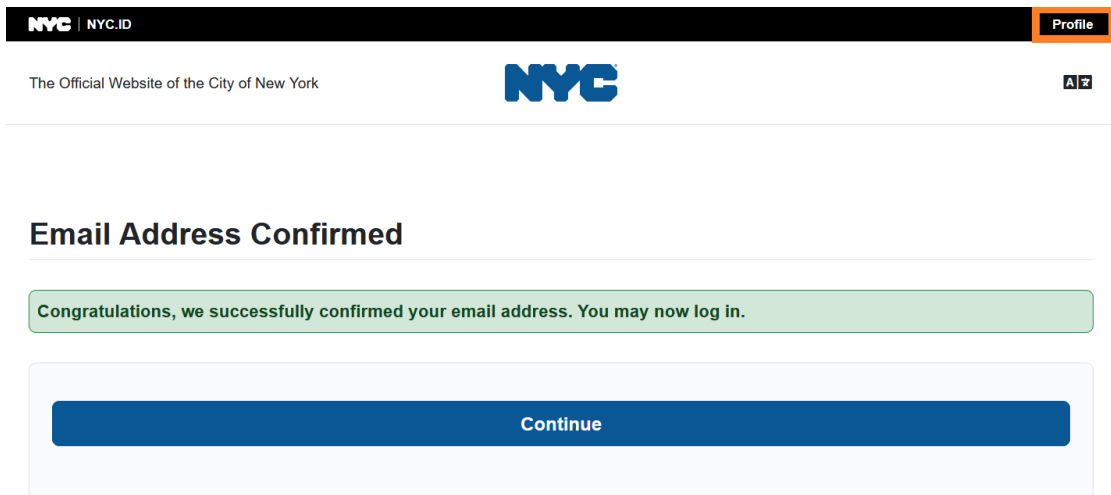 NYC | NYC.ID
Profile
The Official Website of the City of New York
NYC
A 文
Email Address Confirmed
Congratulations, we successfully confirmed your email address. You may now log in.
Continue